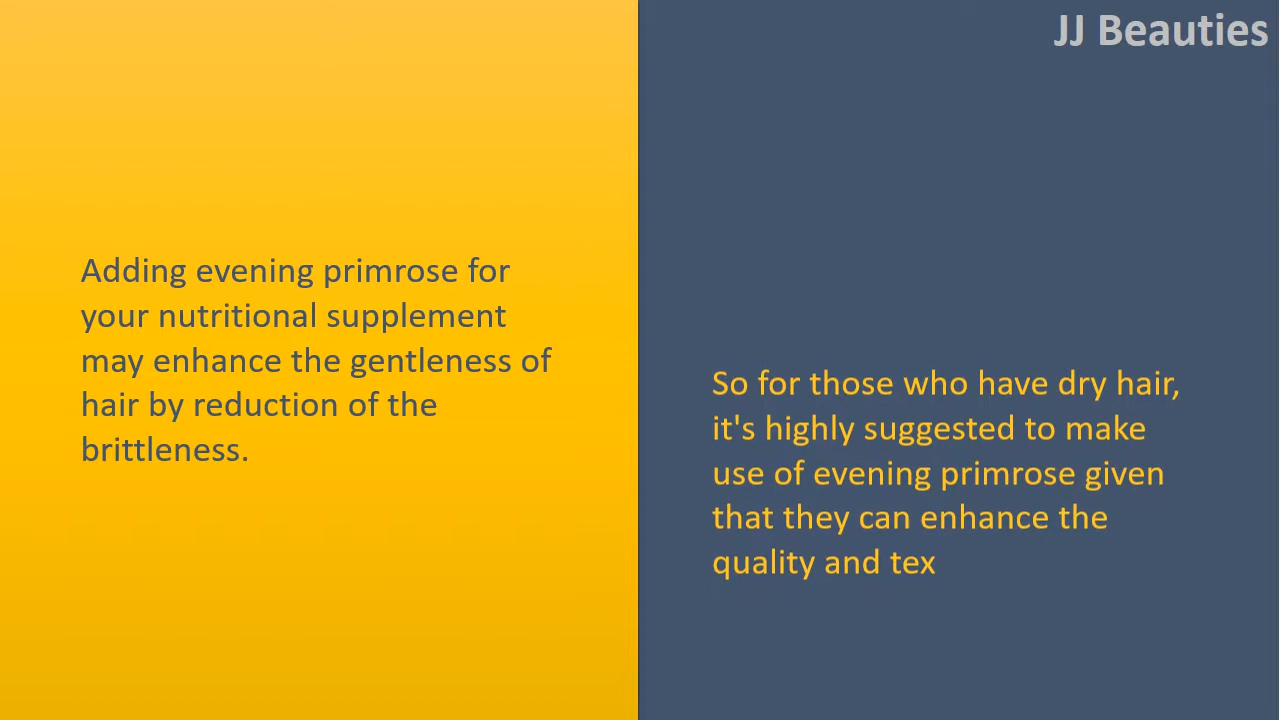 JJ Beauties
Adding evening primrose for
your nutritional supplement
may enhance the gentleness of
hair by reduction of the
brittleness.
So for those who have dry hair,
it's highly suggested to make
use of evening primrose given
that they can enhance the
quality and tex